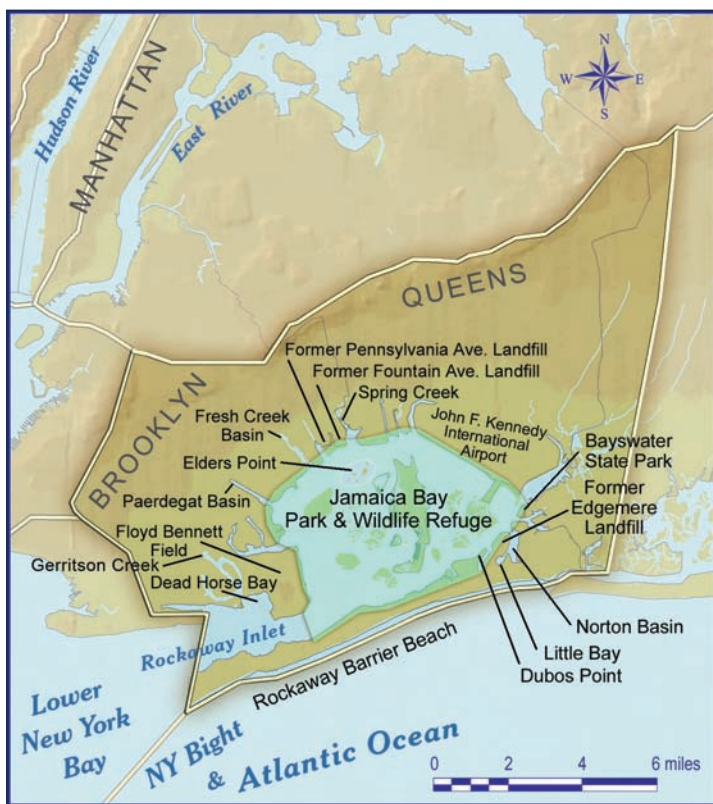 N
W E
S
Hudson River
MANHATTAN
East River
QUEENS
BROOKLYN
Former Pennsylvania Ave. Landfill
Former Fountain Ave. Landfill
Spring Creek
Fresh Creek
Basin
John F. Kennedy
International
Airport
Elders Point
Bayswater
State Park
Paerdegat Basin
Jamaica Bay
Park & Wildlife Refuge
Former
Edgemere
Landfill
Floyd Bennett
Field
Gerritson Creek
Dead Horse Bay
Norton Basin
Rockaway Inlet
Little Bay
Rockaway Barrier Beach
Dubos Point
Lower
New York
Bay
NY Bight
& Atlantic Ocean
0 2 4 6 miles